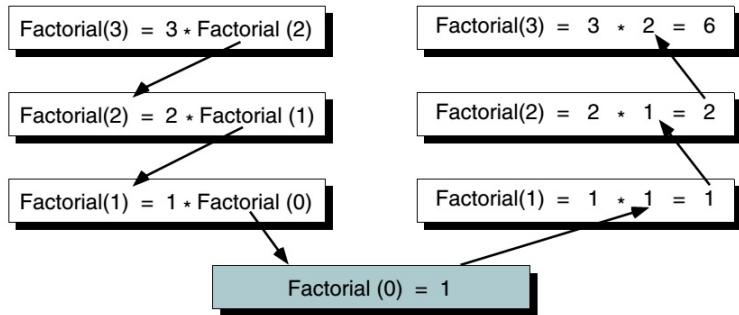 Factorial(3) = 3 * Factorial (2)
Factorial(2) = 2 * Factorial (1)
Factorial(1) = 1 * Factorial (0)
Factorial (0) = 1
Factorial(1) = 1 * 1 = 1
Factorial(2) = 2 * 1 = 2
Factorial(3) = 3 * 2 = 6